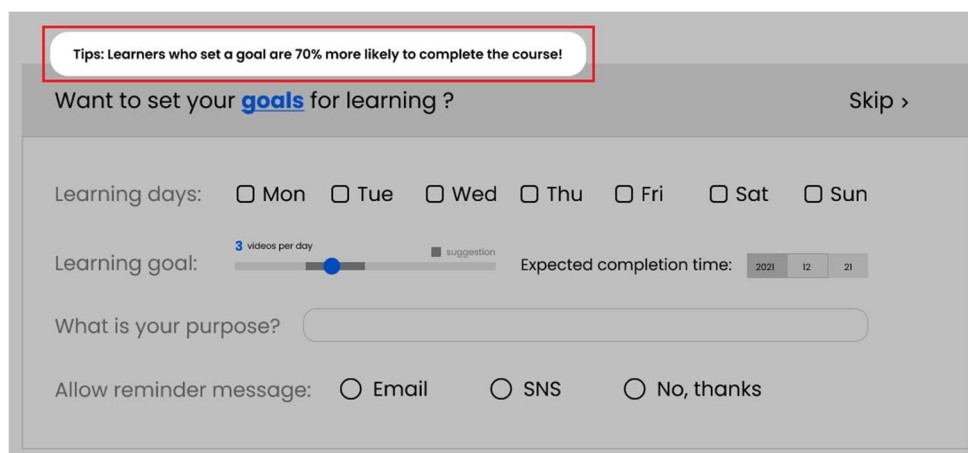 Tips: Learners who set a goal are 70% more likely to complete the course!
Want to set your goals for learning ? Skip ›
Learning days: Mon Tue Wed Thu Fri Sat Sun
3 videos per day suggestion
Learning goal: Expected completion time: 2021 12 21
What is your purpose?
Allow reminder message: Email SNS No, thanks